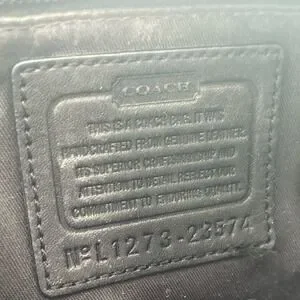 COACH
THIS IS A COACH BAG. IT WAS
HANDCRAFTED FROM GENUINE LEATHER.
ITS SUPERIOR CRAFTSMANSHIP AND
ATTENTION TO DETAIL REFLECT OUR
COMMITMENT TO ENDURING QUALITY.
Nº L1273-23574